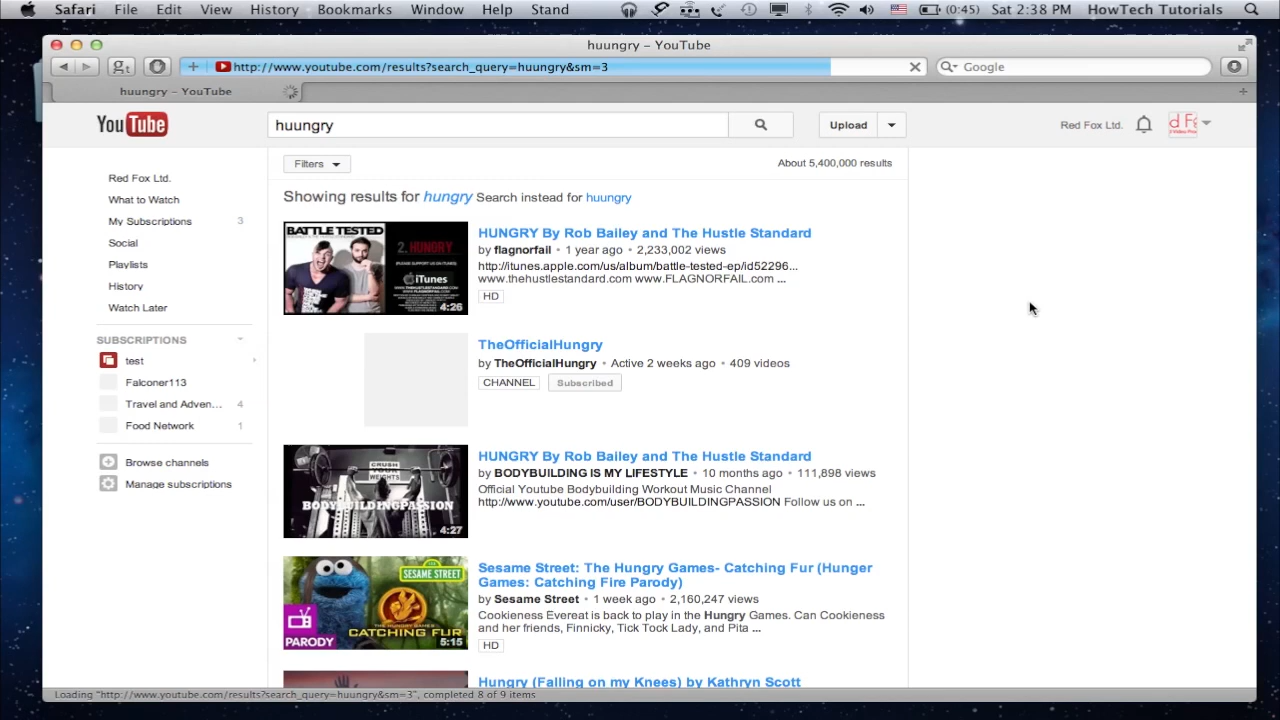 Safari File Edit View History Bookmarks Window Help Stand (0:45) Sat 2:38 PM HowTech Tutorials
huungry – YouTube
http://www.youtube.com/results?search_query=huungry&sm=3 Google
huungry – YouTube
YouTube huungry Upload Red Fox Ltd.
Filters About 5,400,000 results
Red Fox Ltd.
What to Watch
My Subscriptions 3
Social
Playlists
History
Watch Later
SUBSCRIPTIONS
test
Falconer113
Travel and Adven... 4
Food Network 1
Browse channels
Manage subscriptions
Showing results for hungry Search instead for huungry
BATTLE TESTED
2. HUNGRY
iTunes
4:26
HUNGRY By Rob Bailey and The Hustle Standard
by flagnorfail • 1 year ago • 2,233,002 views
http://itunes.apple.com/us/album/battle-tested-ep/id52296...
www.thehustlestandard.com www.FLAGNORFAIL.com ...
HD
TheOfficialHungry
by TheOfficialHungry • Active 2 weeks ago • 409 videos
CHANNEL Subscribed
CRUSH
YOUR
WEIGHTS
BODYBUILDINGPASSION
4:27
HUNGRY By Rob Bailey and The Hustle Standard
by BODYBUILDING IS MY LIFESTYLE • 10 months ago • 111,898 views
Official Youtube Bodybuilding Workout Music Channel
http://www.youtube.com/user/BODYBUILDINGPASSION Follow us on ...
SESAME STREET
CATCHING FUR
PARODY
5:15
Sesame Street: The Hungry Games- Catching Fur (Hunger
Games: Catching Fire Parody)
by Sesame Street • 1 week ago • 2,160,247 views
Cookieness Evereat is back to play in the Hungry Games. Can Cookieness
and her friends, Finnicky, Tick Tock Lady, and Pita ...
HD
Hungry (Falling on my Knees) by Kathryn Scott
Loading "http://www.youtube.com/results?search_query=huungry&sm=3", completed 8 of 9 items